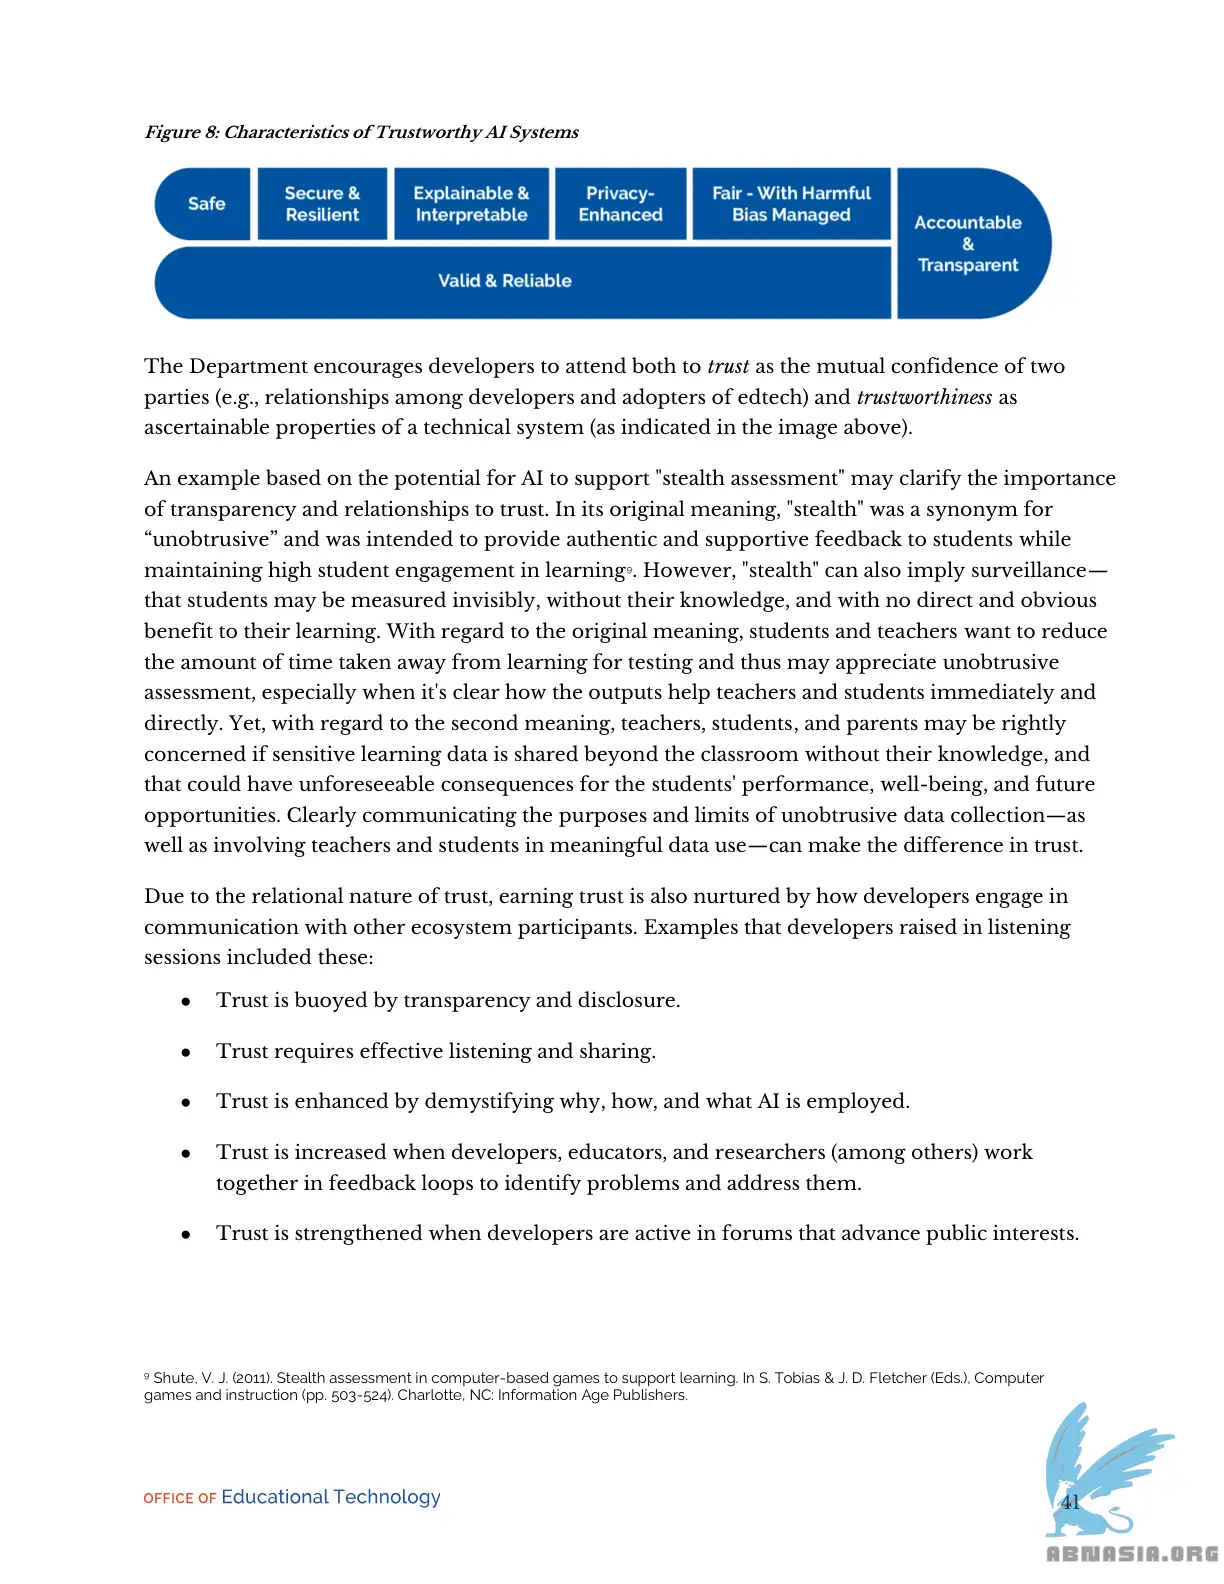 Figure 8: Characteristics of Trustworthy AI Systems
Safe
Secure &
Resilient
Explainable &
Interpretable
Privacy-
Enhanced
Fair - With Harmful
Bias Managed
Accountable
&
Transparent
Valid & Reliable
The Department encourages developers to attend both to trust as the mutual confidence of two
parties (e.g., relationships among developers and adopters of edtech) and trustworthiness as
ascertainable properties of a technical system (as indicated in the image above).
An example based on the potential for AI to support "stealth assessment" may clarify the importance
of transparency and relationships to trust. In its original meaning, "stealth" was a synonym for
“unobtrusive” and was intended to provide authentic and supportive feedback to students while
maintaining high student engagement in learning⁹. However, "stealth" can also imply surveillance—
that students may be measured invisibly, without their knowledge, and with no direct and obvious
benefit to their learning. With regard to the original meaning, students and teachers want to reduce
the amount of time taken away from learning for testing and thus may appreciate unobtrusive
assessment, especially when it's clear how the outputs help teachers and students immediately and
directly. Yet, with regard to the second meaning, teachers, students, and parents may be rightly
concerned if sensitive learning data is shared beyond the classroom without their knowledge, and
that could have unforeseeable consequences for the students' performance, well-being, and future
opportunities. Clearly communicating the purposes and limits of unobtrusive data collection—as
well as involving teachers and students in meaningful data use—can make the difference in trust.
Due to the relational nature of trust, earning trust is also nurtured by how developers engage in
communication with other ecosystem participants. Examples that developers raised in listening
sessions included these:
● Trust is buoyed by transparency and disclosure.
● Trust requires effective listening and sharing.
● Trust is enhanced by demystifying why, how, and what AI is employed.
● Trust is increased when developers, educators, and researchers (among others) work
together in feedback loops to identify problems and address them.
● Trust is strengthened when developers are active in forums that advance public interests.
⁹ Shute, V. J. (2011). Stealth assessment in computer-based games to support learning. In S. Tobias & J. D. Fletcher (Eds.), Computer
games and instruction (pp. 503-524). Charlotte, NC: Information Age Publishers.
OFFICE OF Educational Technology
41
ABNASIA.ORG